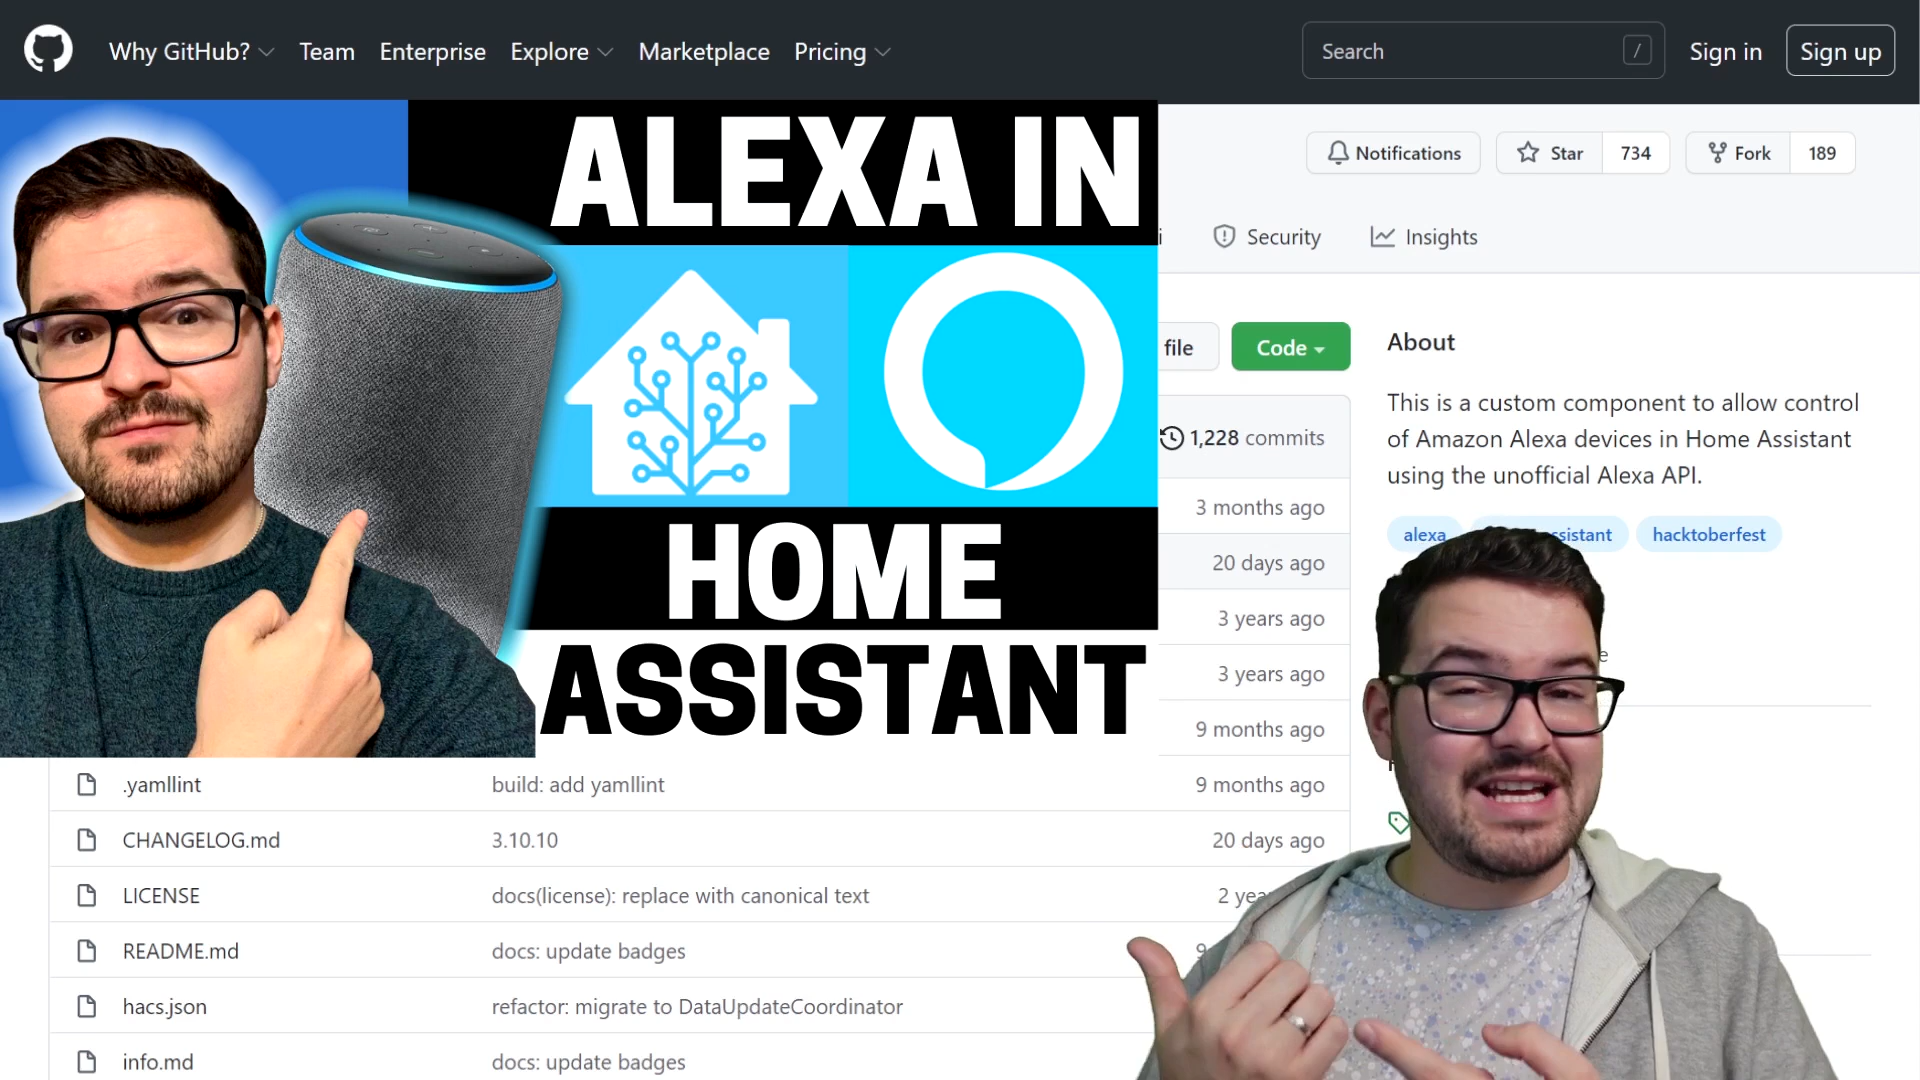 Why GitHub? Team Enterprise Explore Marketplace Pricing Search / Sign in Sign up
ALEXA IN
HOME
ASSISTANT
Notifications Star 734 Fork 189
Security Insights
file Code
1,228 commits
3 months ago
20 days ago
3 years ago
3 years ago
9 months ago
.yamllint build: add yamllint 9 months ago
CHANGELOG.md 3.10.10 20 days ago
LICENSE docs(license): replace with canonical text 2
README.md docs: update badges 9
hacs.json refactor: migrate to DataUpdateCoordinator
info.md docs: update badges
About
This is a custom component to allow control
of Amazon Alexa devices in Home Assistant
using the unofficial Alexa API.
alexa hacktoberfest